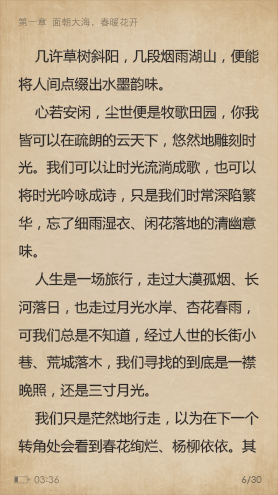 第一章 面朝大海，春暖花开
几许草树斜阳，几段烟雨湖山，便能
将人间点缀出水墨韵味。
心若安闲，尘世便是牧歌田园，你我
皆可以在疏朗的云天下，悠然地雕刻时
光。我们可以让时光流淌成歌，也可以
将时光吟咏成诗，只是我们时常深陷繁
华，忘了细雨湿衣、闲花落地的清幽意
味。
人生是一场旅行，走过大漠孤烟、长
河落日，也走过月光水岸、杏花春雨，
可我们总是不知道，经过人世的长街小
巷、荒城落木，我们寻找的到底是一襟
晚照，还是三寸月光。
我们只是茫然地行走，以为在下一个
转角处会看到春花绚烂、杨柳依依。其
03:36
6/30